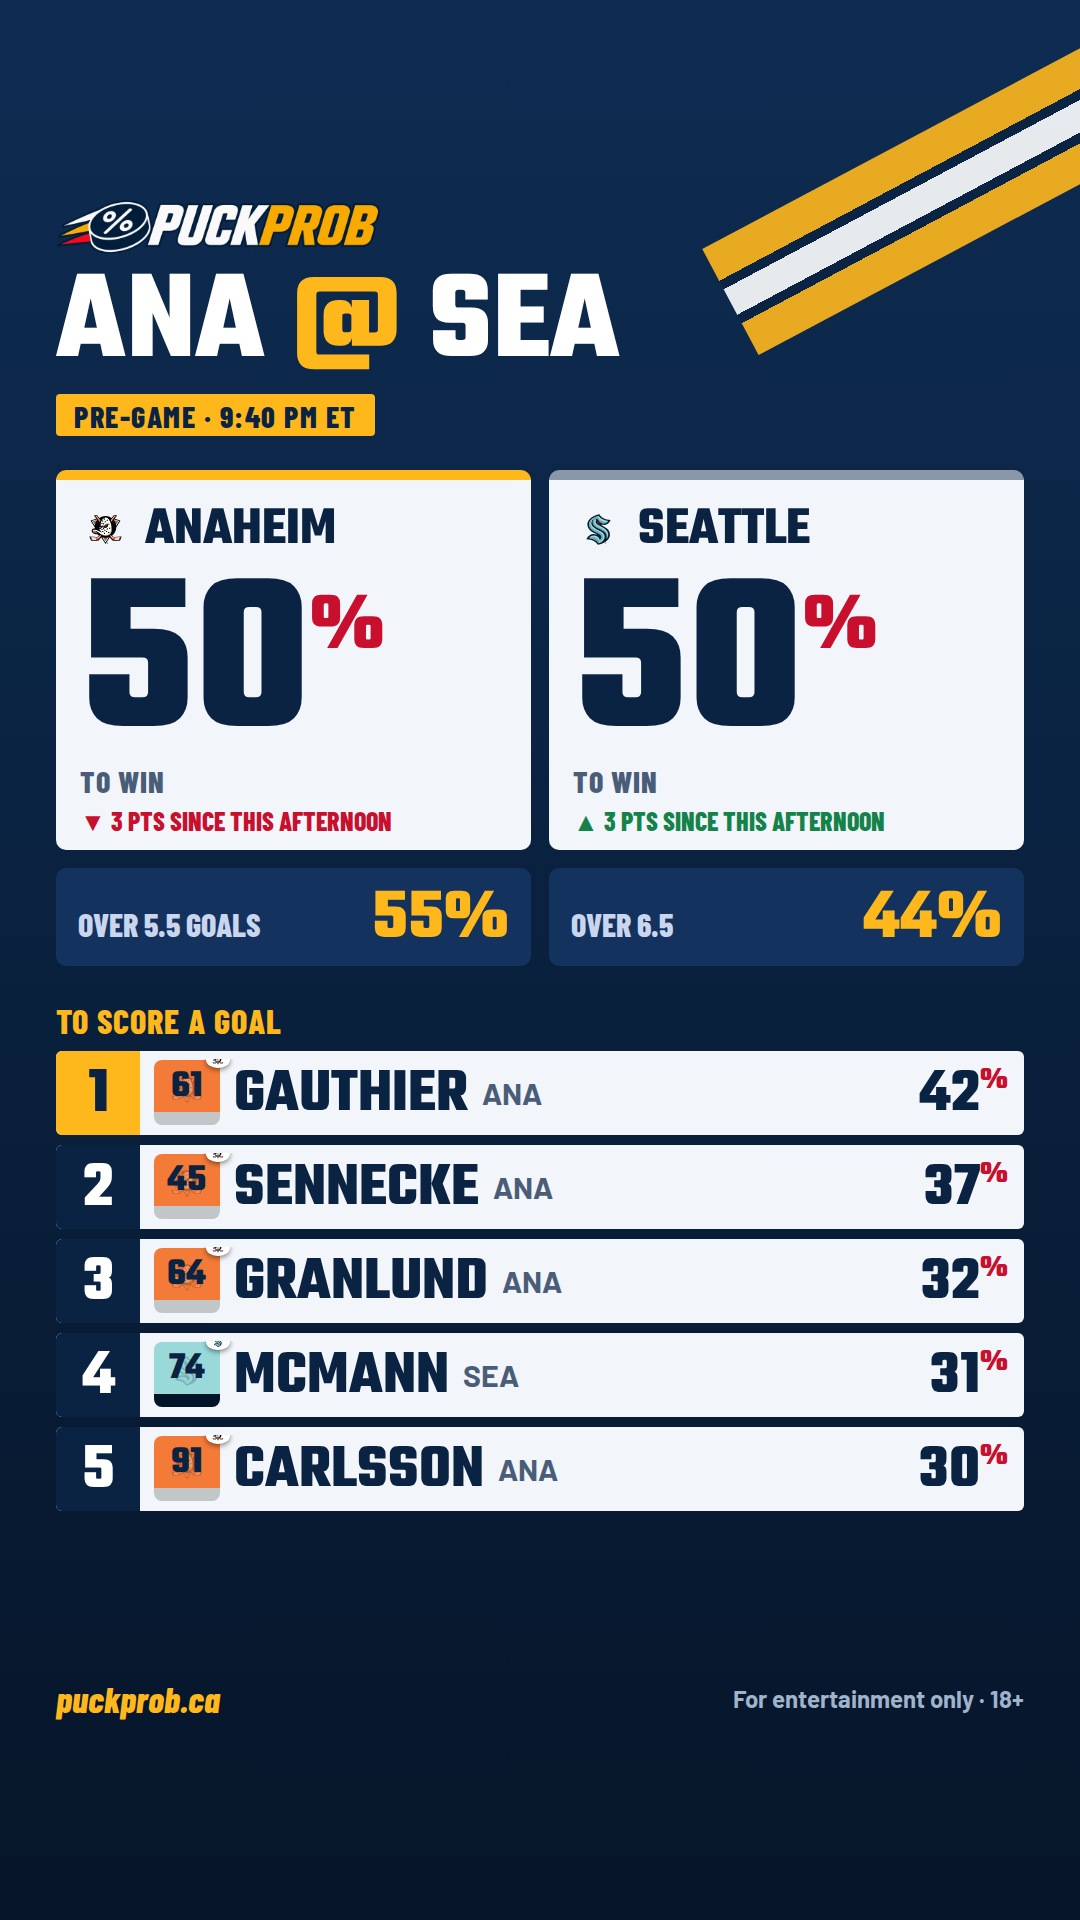 % PUCKPROB
ANA @ SEA
PRE-GAME · 9:40 PM ET
ANAHEIM
50%
TO WIN
▼ 3 PTS SINCE THIS AFTERNOON
SEATTLE
50%
TO WIN
▲ 3 PTS SINCE THIS AFTERNOON
OVER 5.5 GOALS 55%
OVER 6.5 44%
TO SCORE A GOAL
1 61 GAUTHIER ANA 42%
2 45 SENNECKE ANA 37%
3 64 GRANLUND ANA 32%
4 74 MCMANN SEA 31%
5 91 CARLSSON ANA 30%
puckprob.ca
For entertainment only · 18+